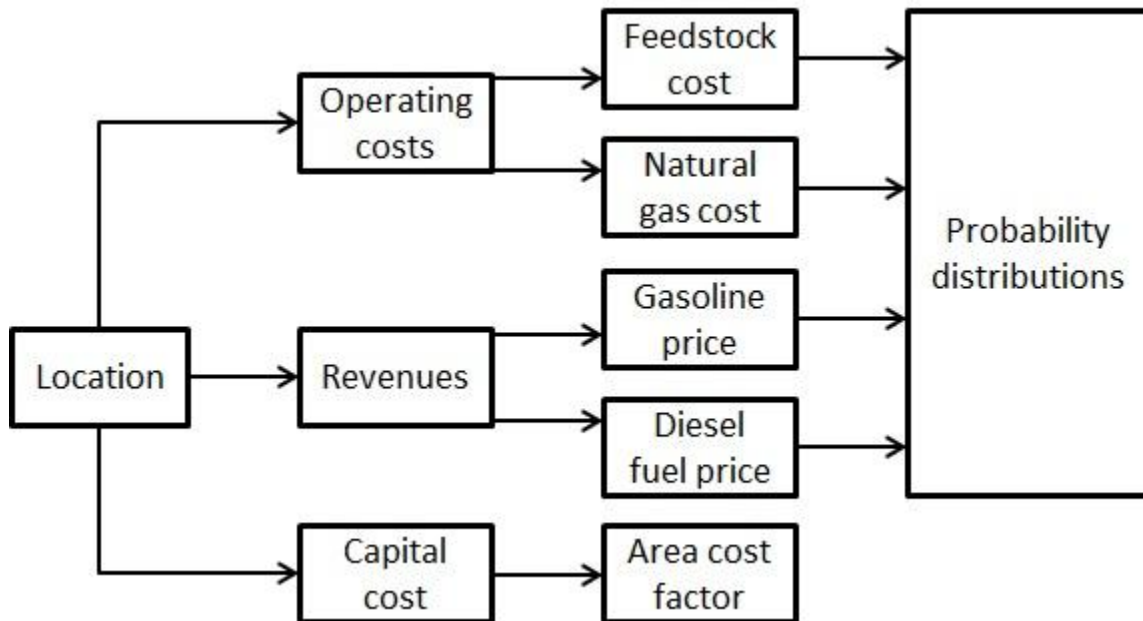 Feedstock
cost
Operating
costs
Natural
gas cost
Probability
distributions
Gasoline
price
Location
Revenues
Diesel
fuel price
Capital
cost
Area cost
factor